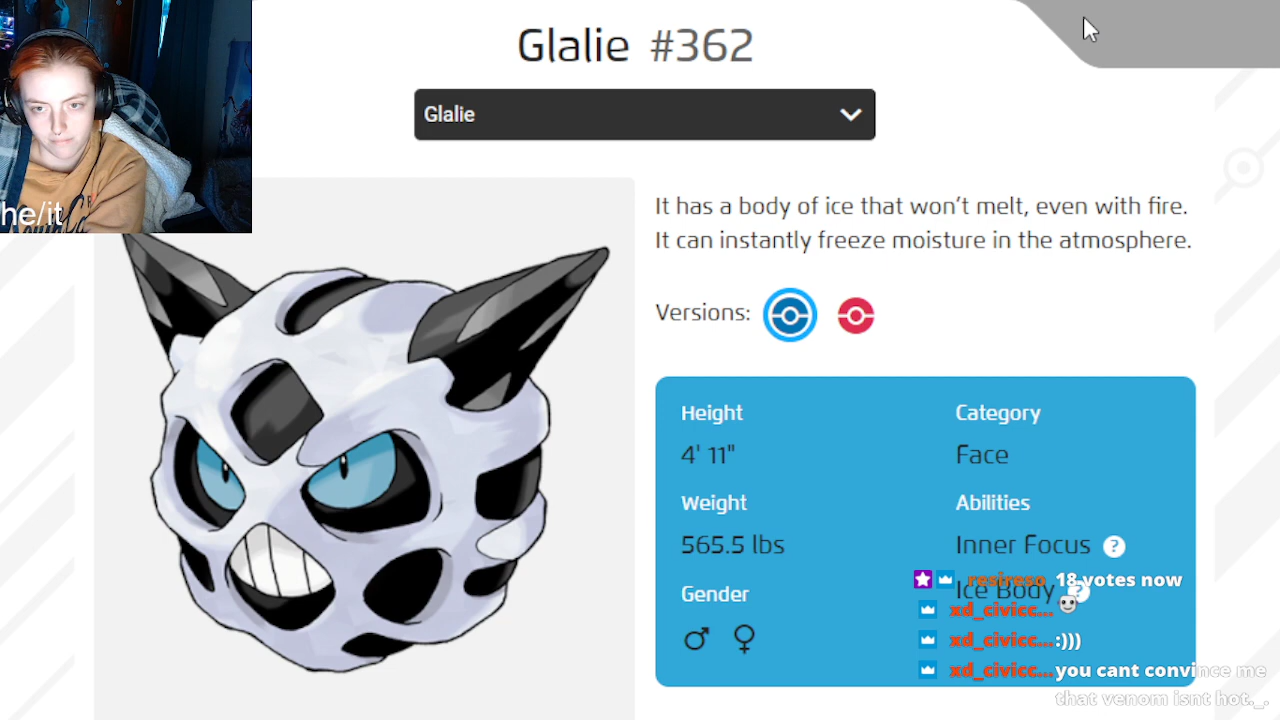 Glalie #362
Glalie
he/it
It has a body of ice that won't melt, even with fire.
It can instantly freeze moisture in the atmosphere.
Versions:
Height
4' 11"
Weight
565.5 lbs
Gender
Category
Face
Abilities
Inner Focus ?
Ice Body ?
resireso 18 votes now
xd_civicc...
xd_civicc...:)))
xd_civicc...you cant convince me
that venom isnt hot._.